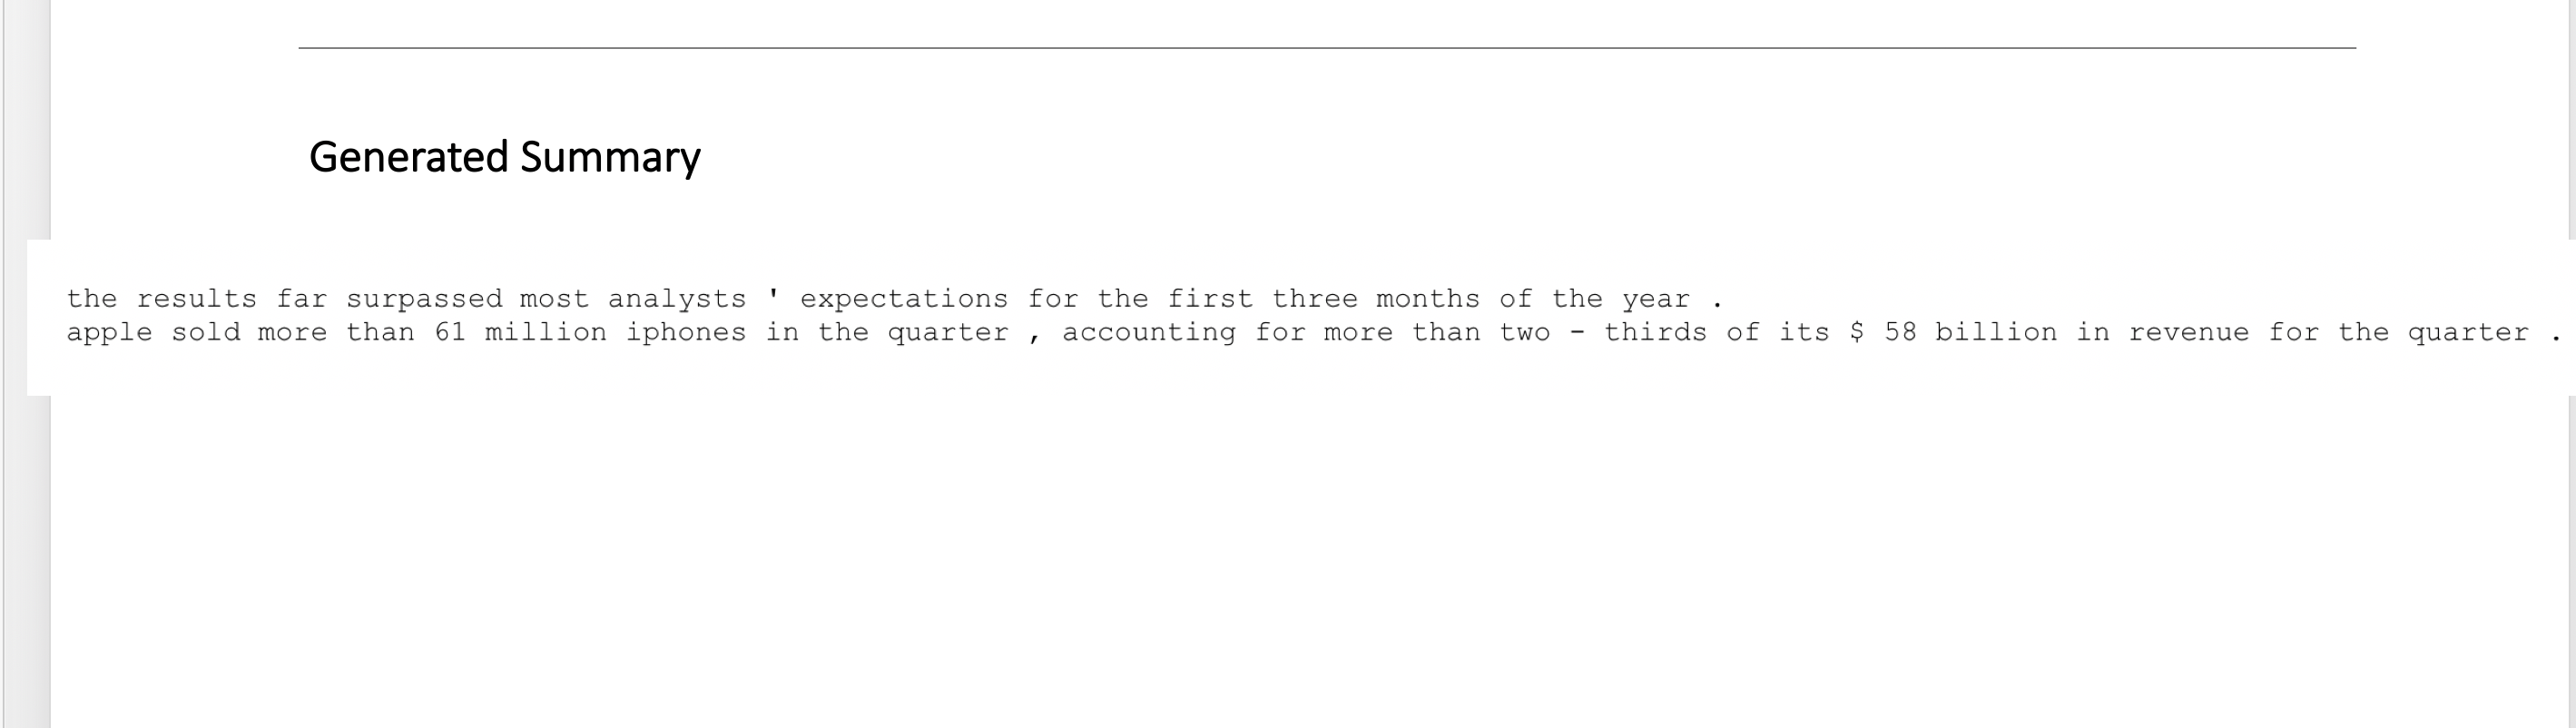 Generated Summary
the results far surpassed most analysts ' expectations for the first three months of the year .
apple sold more than 61 million iphones in the quarter , accounting for more than two - thirds of its $ 58 billion in revenue for the quarter .